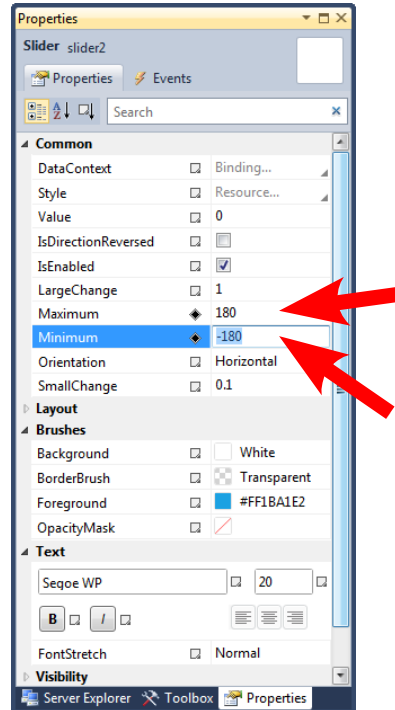 Properties
Slider slider2
Properties Events
Search
Common
DataContext Binding...
Style Resource...
Value 0
IsDirectionReversed
IsEnabled
LargeChange 1
Maximum 180
Minimum -180
Orientation Horizontal
SmallChange 0.1
Layout
Brushes
Background White
BorderBrush Transparent
Foreground #FF1BA1E2
OpacityMask
Text
Segoe WP 20
B I
FontStretch Normal
Visibility
Server Explorer Toolbox Properties